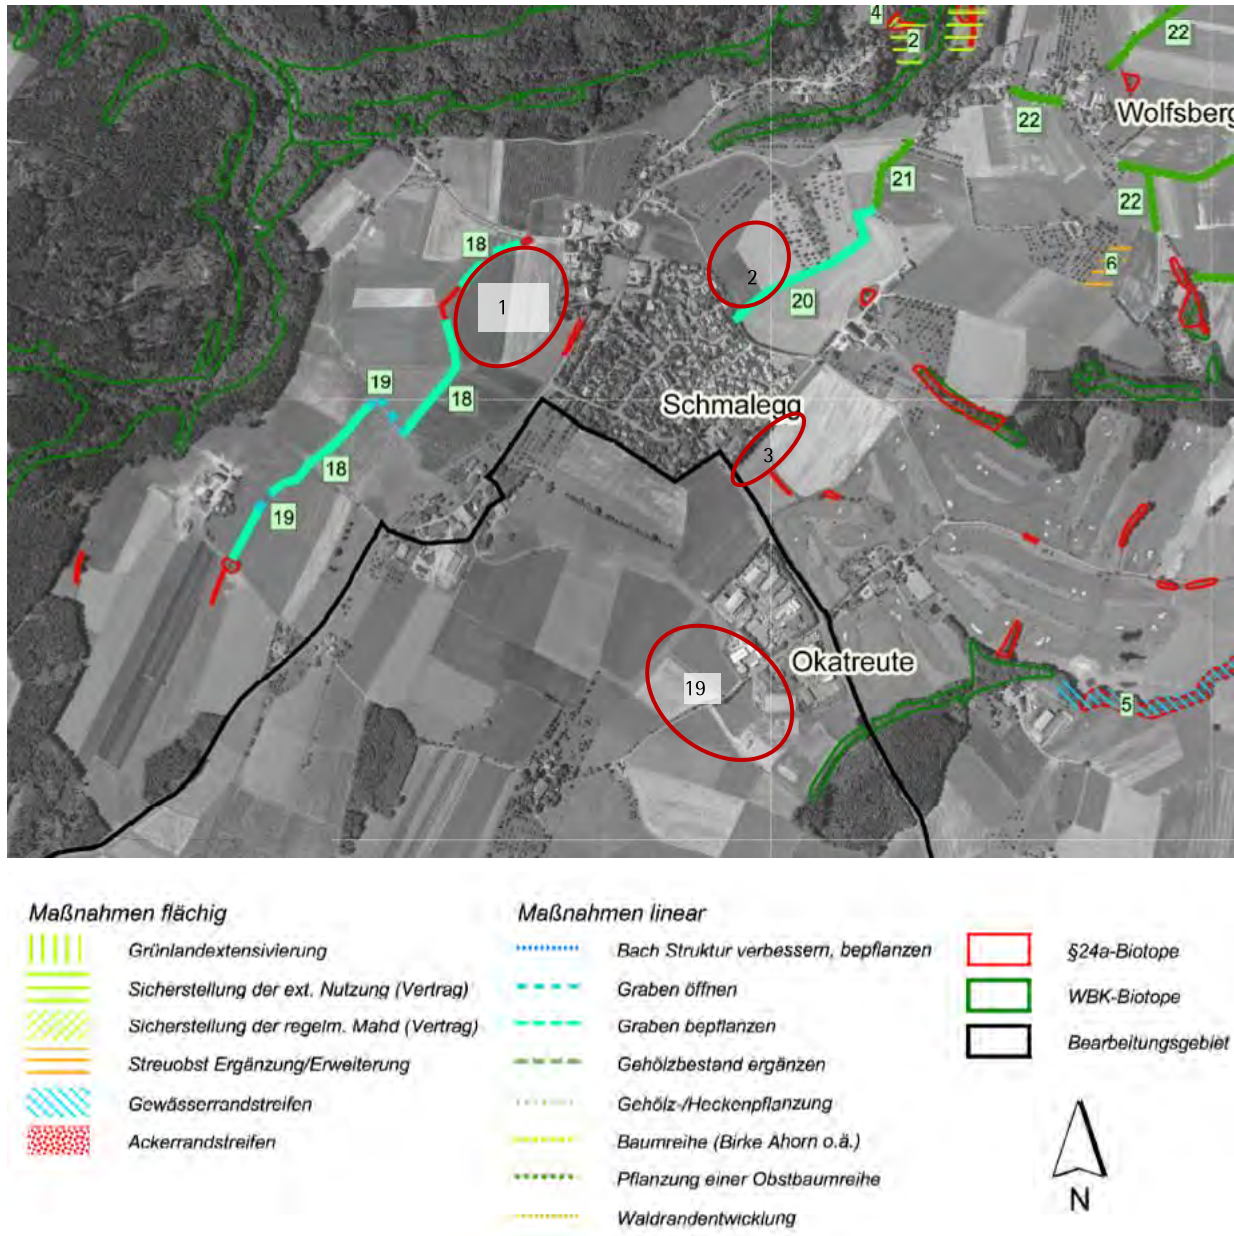 4
2
22
Wolfsberg
22
21
22
18
6
2
1
20
19
Schmalegg
18
3
18
19
Okatreute
19
5
Maßnahmen flächig
Grünlandextensivierung
Sicherstellung der ext. Nutzung (Vertrag)
Sicherstellung der regelm. Mahd (Vertrag)
Streuobst Ergänzung/Erweiterung
Gewässerrandstreifen
Ackerrandstreifen
Maßnahmen linear
Bach Struktur verbessern, bepflanzen
Graben öffnen
Graben bepflanzen
Gehölzbestand ergänzen
Gehölz-/Heckenpflanzung
Baumreihe (Birke Ahorn o.ä.)
Pflanzung einer Obstbaumreihe
Waldrandentwicklung
§24a-Biotope
WBK-Biotope
Bearbeitungsgebiet
N